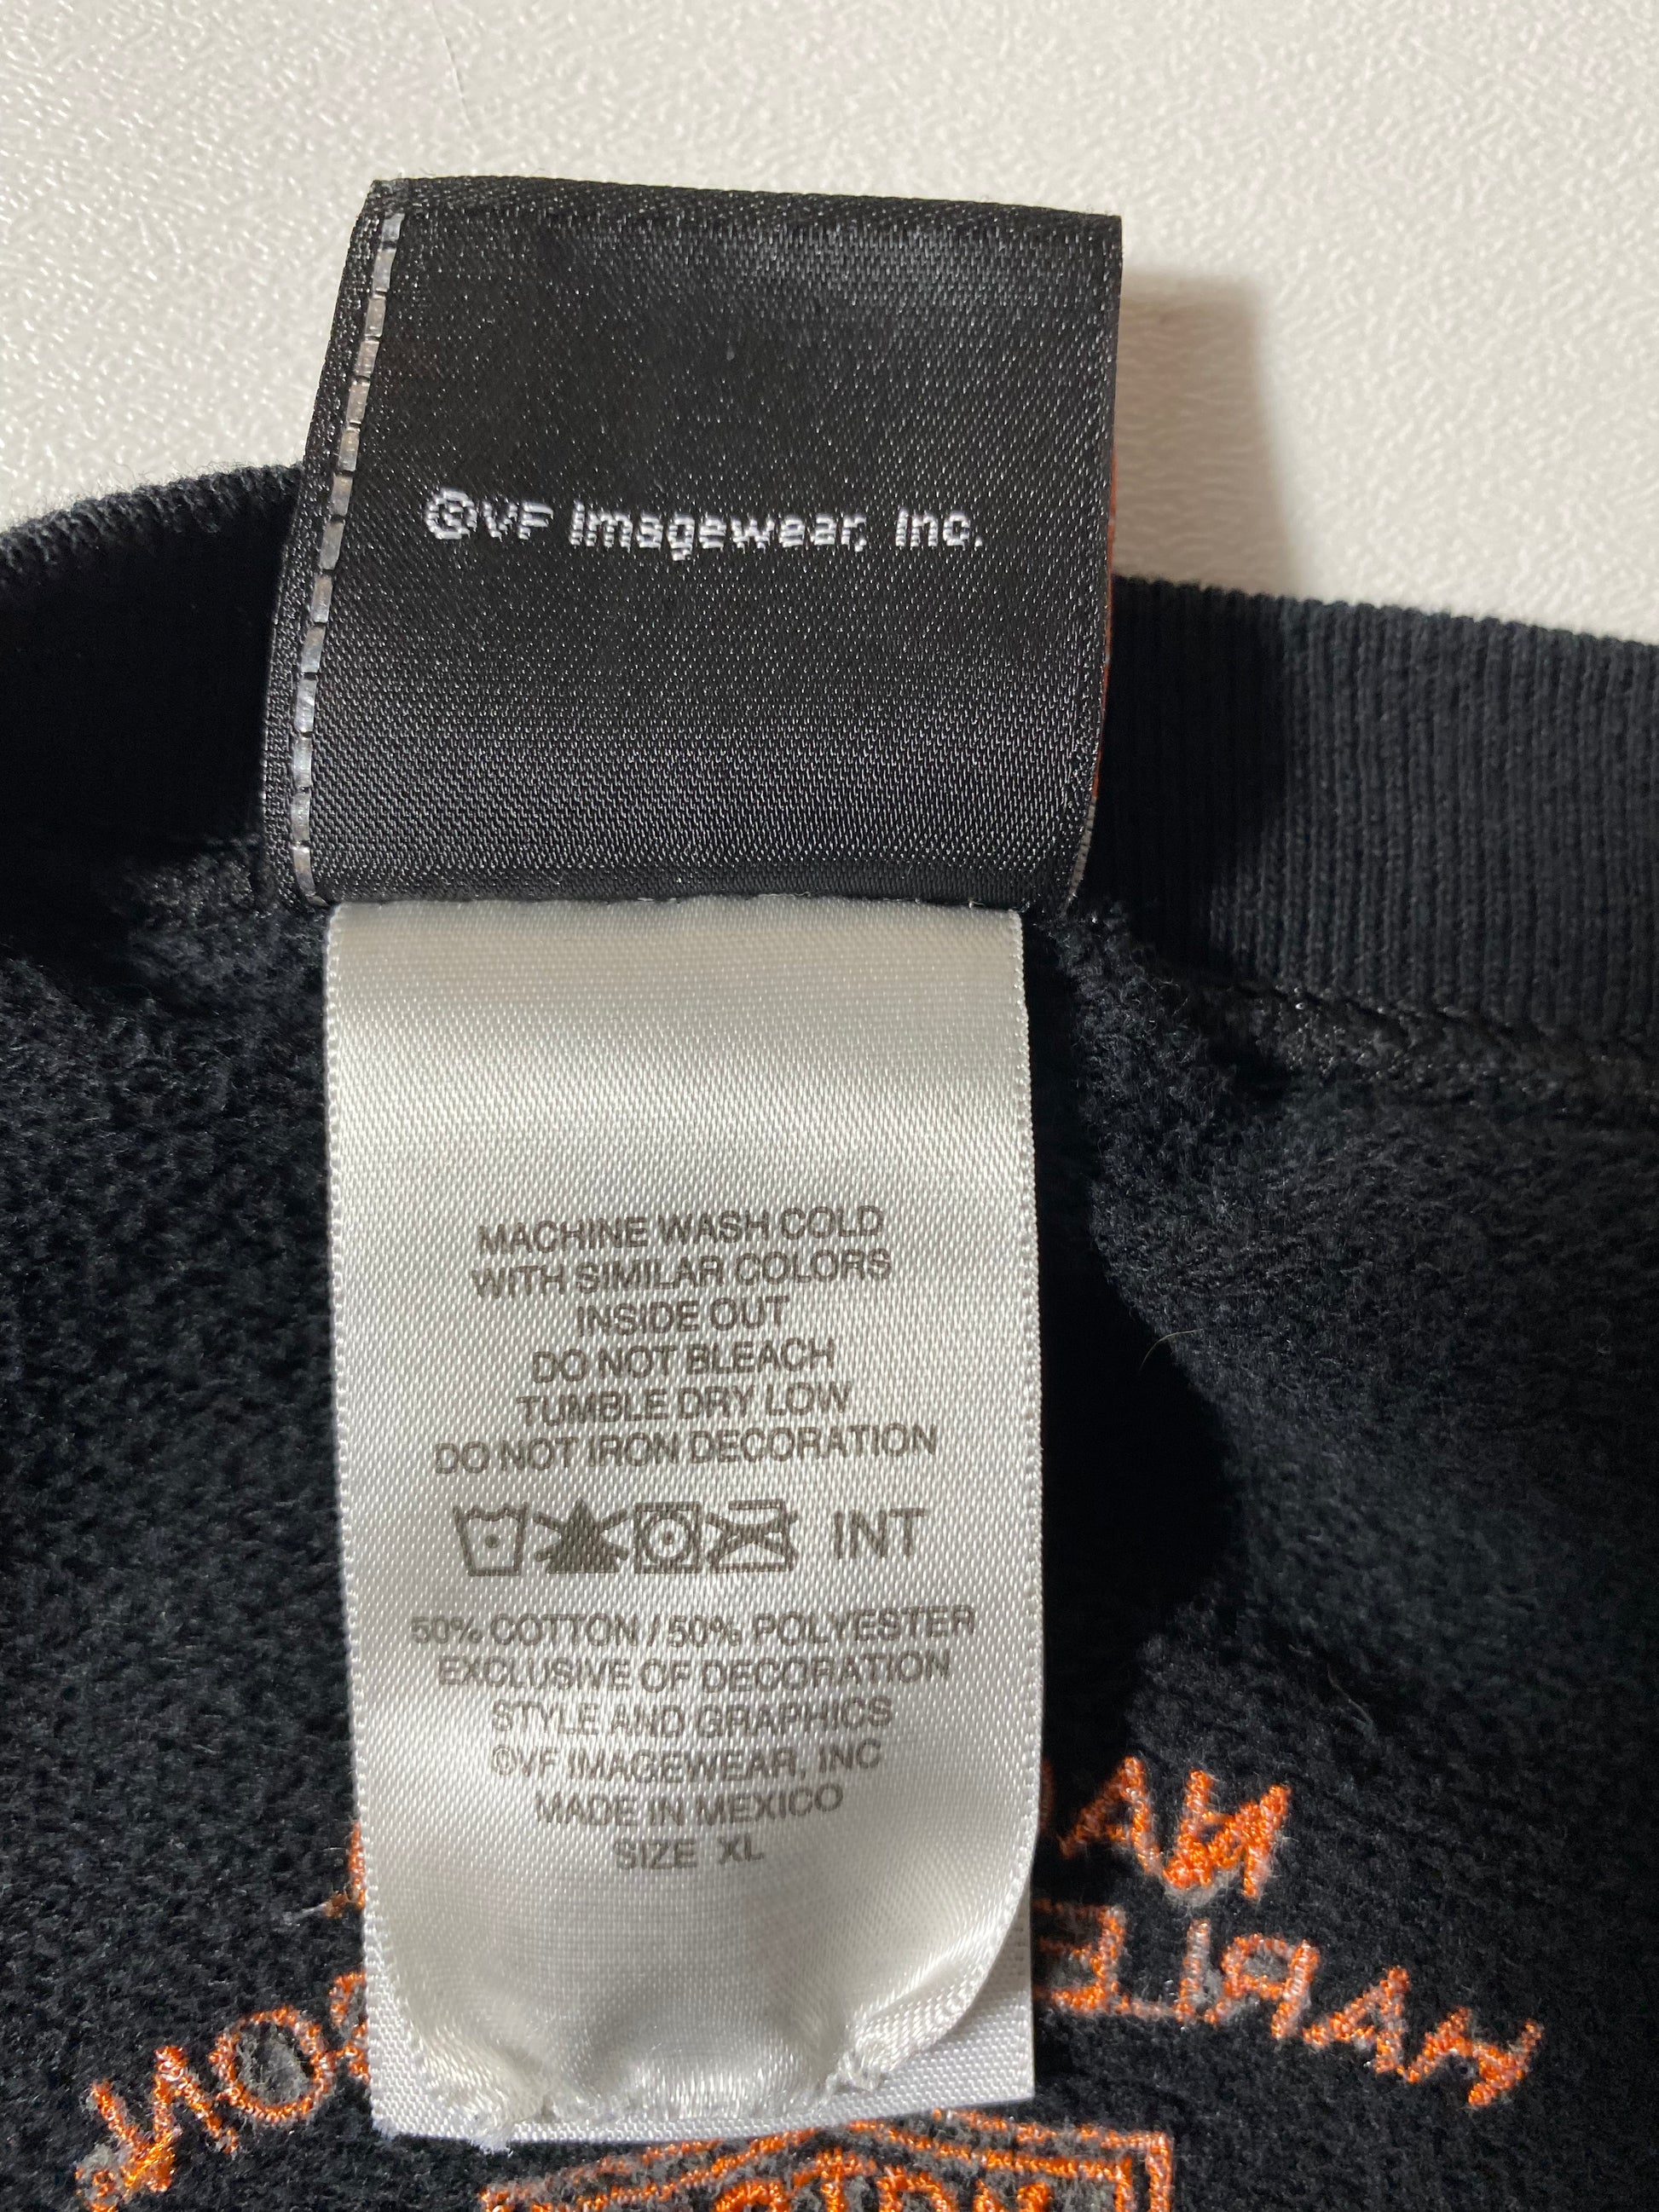 ©VF Imagewear, Inc.
MACHINE WASH COLD
WITH SIMILAR COLORS
INSIDE OUT
DO NOT BLEACH
TUMBLE DRY LOW
DO NOT IRON DECORATION
INT
50% COTTON / 50% POLYESTER
EXCLUSIVE OF DECORATION
STYLE AND GRAPHICS
©VF IMAGEWEAR, INC
MADE IN MEXICO
SIZE XL